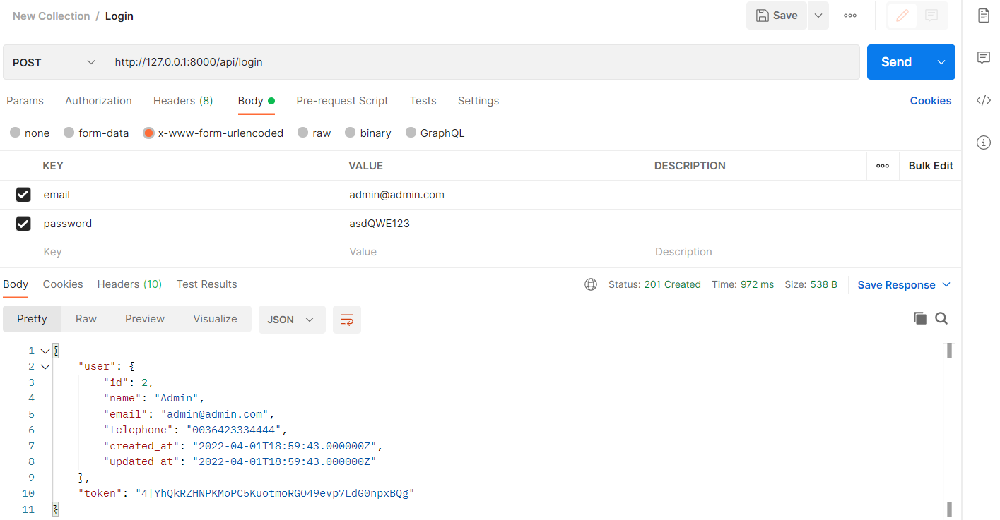 New Collection / Login
Save
POST
http://127.0.0.1:8000/api/login
Send
Params Authorization Headers (8) Body Pre-request Script Tests Settings Cookies
none form-data x-www-form-urlencoded raw binary GraphQL
KEY VALUE DESCRIPTION Bulk Edit
email admin@admin.com
password asdQWE123
Key Value Description
Body Cookies Headers (10) Test Results Status: 201 Created Time: 972 ms Size: 538 B Save Response
Pretty Raw Preview Visualize JSON
1 {
2 "user": {
3 "id": 2,
4 "name": "Admin",
5 "email": "admin@admin.com",
6 "telephone": "0036423334444",
7 "created_at": "2022-04-01T18:59:43.000000Z",
8 "updated_at": "2022-04-01T18:59:43.000000Z"
9 },
10 "token": "4|YhQkRZHNPKMoPC5KuotmoRGO49evp7LdG0npxBQg"
11 }